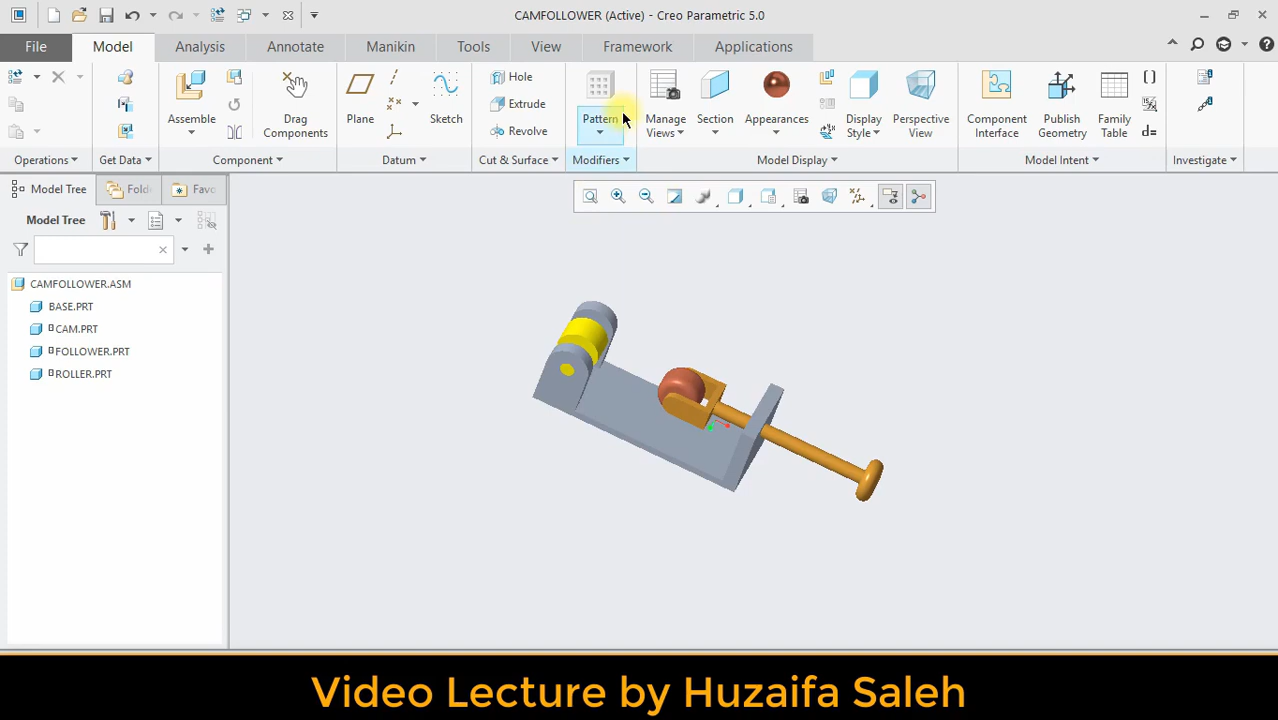 CAMFOLLOWER (Active) - Creo Parametric 5.0
File Model Analysis Annotate Manikin Tools View Framework Applications
Operations Get Data
Assemble
Drag Components
Component
Plane
Sketch
Datum
Hole
Extrude
Revolve
Cut & Surface
Pattern
Modifiers
Manage Views
Section
Appearances
Display Style
Perspective View
Model Display
Component Interface
Publish Geometry
Family Table
d=
Model Intent
Investigate
Model Tree Fold Favo
Model Tree
CAMFOLLOWER.ASM
BASE.PRT
CAM.PRT
FOLLOWER.PRT
ROLLER.PRT
Video Lecture by Huzaifa Saleh